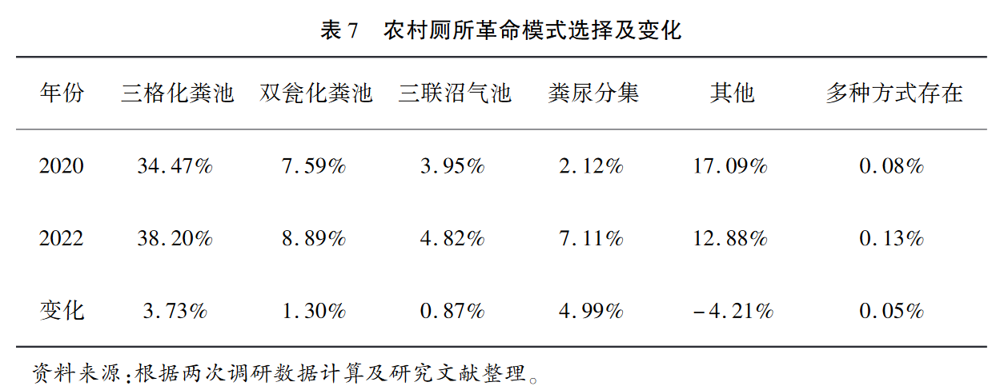 表 7 农村厕所革命模式选择及变化
年份 三格化粪池 双瓮化粪池 三联沼气池 粪尿分集 其他 多种方式存在
2020 34.47% 7.59% 3.95% 2.12% 17.09% 0.08%
2022 38.20% 8.89% 4.82% 7.11% 12.88% 0.13%
变化 3.73% 1.30% 0.87% 4.99% -4.21% 0.05%
资料来源:根据两次调研数据计算及研究文献整理。